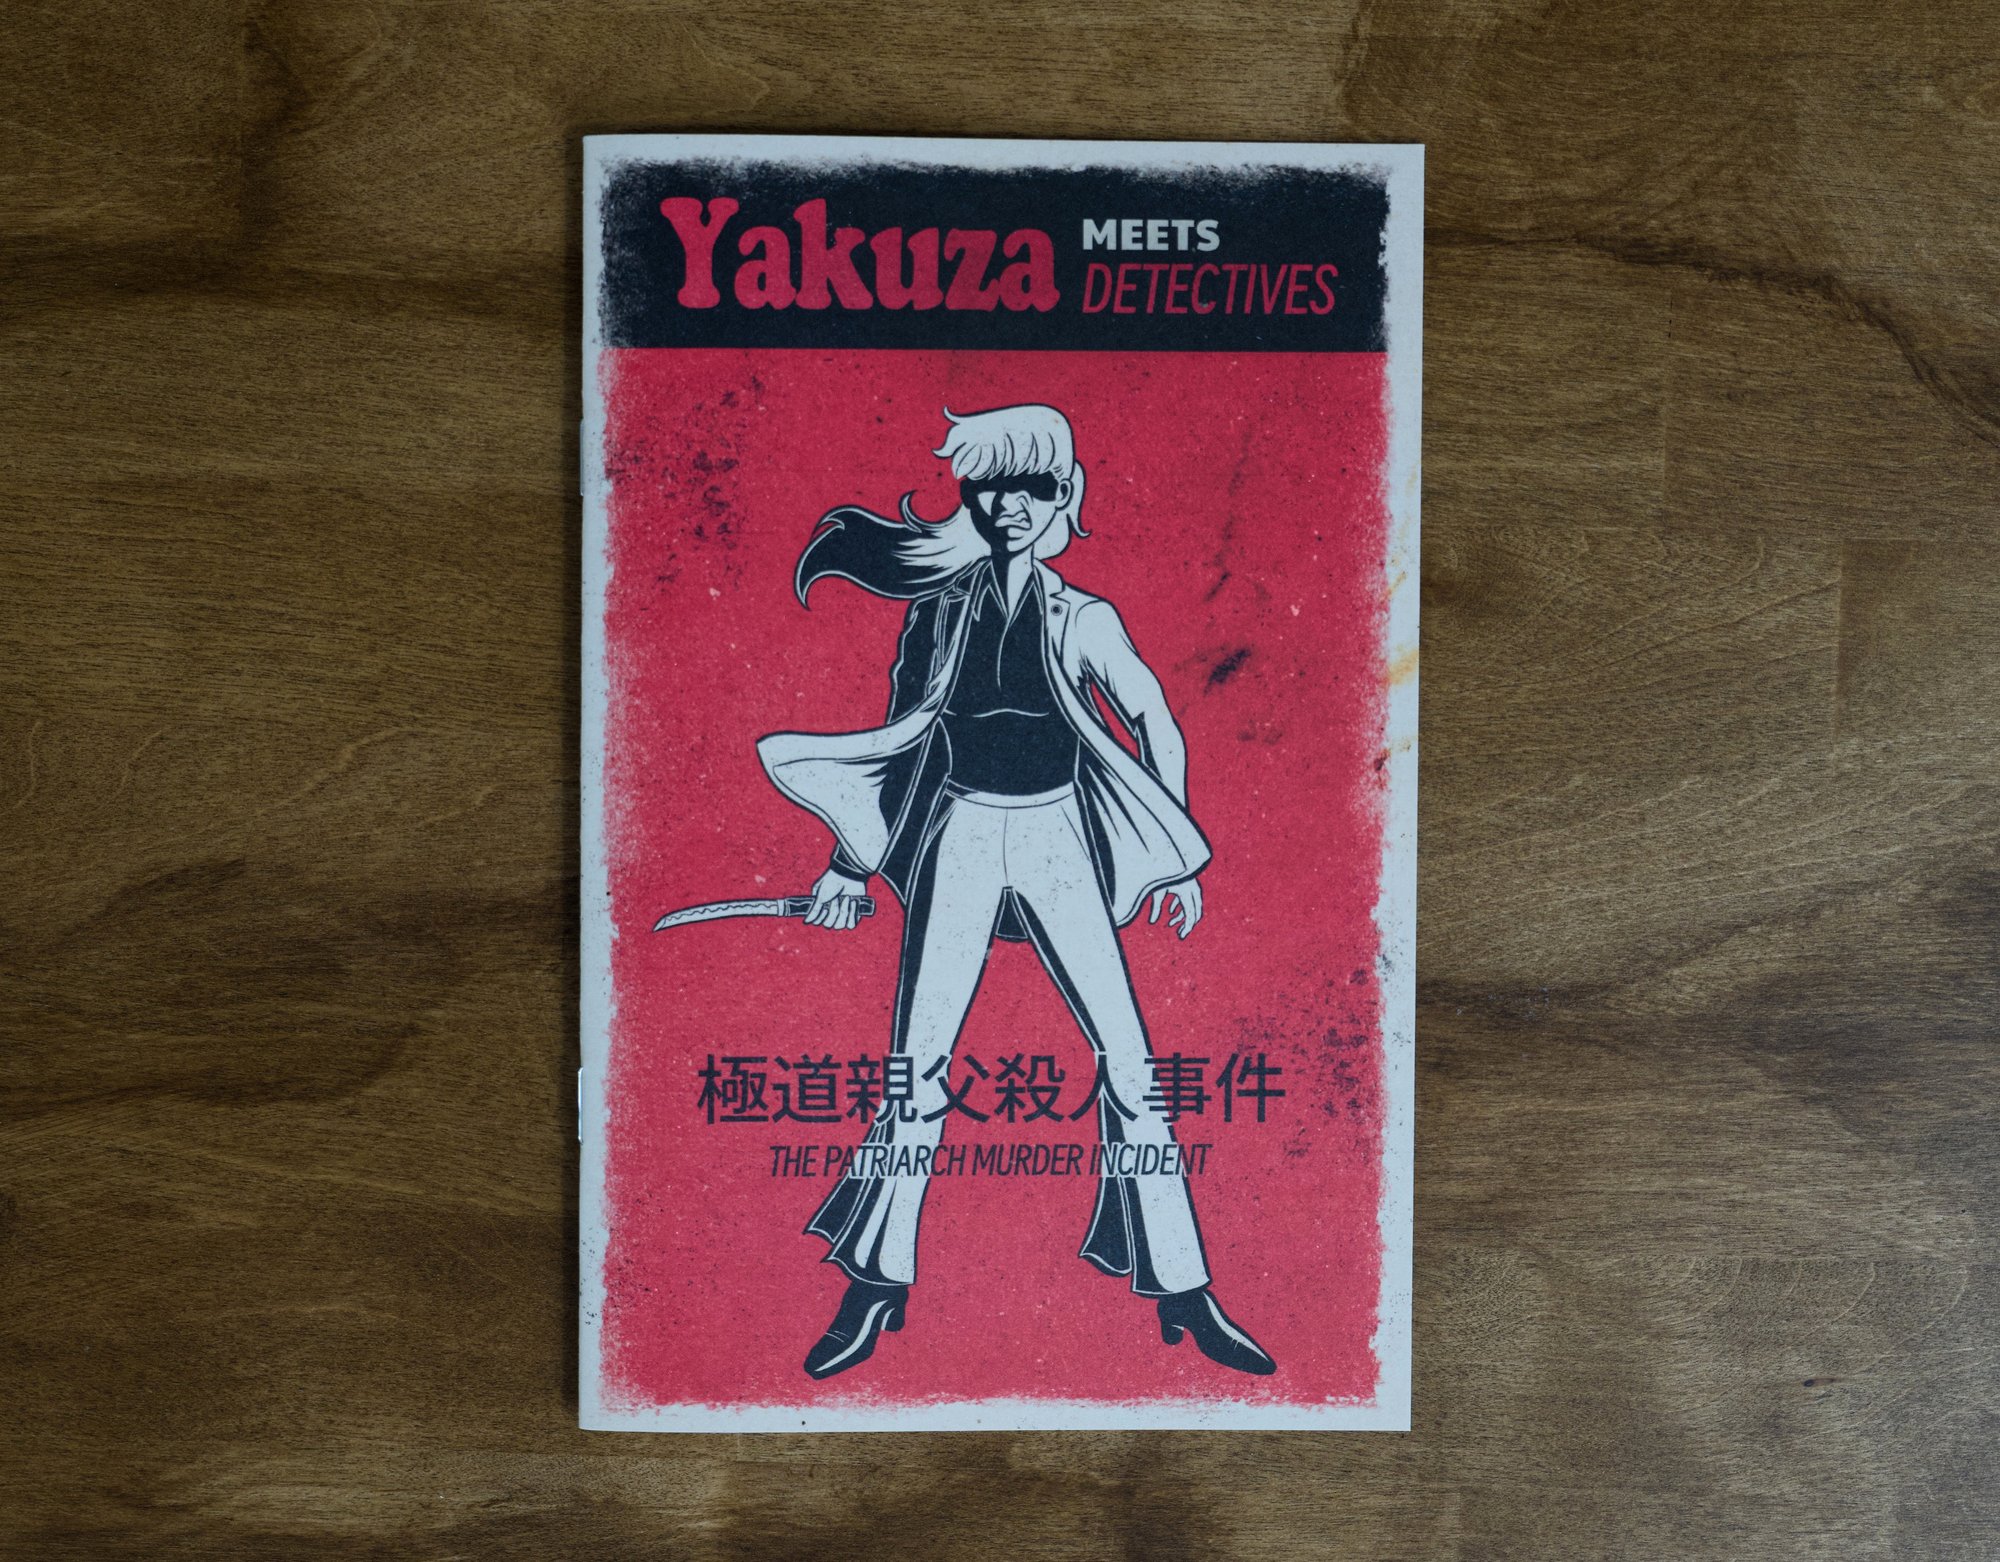 Yakuza
MEETS
DETECTIVES
極道親父殺人事件
THE PATRIARCH MURDER INCIDENT